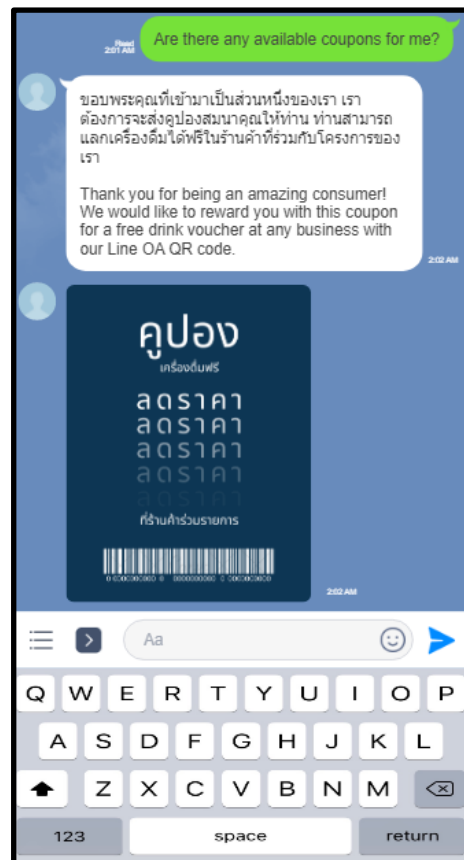 Are there any available coupons for me?
Read
2:01 AM
ขอบพระคุณที่เข้ามาเป็นส่วนหนึ่งของเรา เรา
ต้องการจะส่งคูปองสมนาคุณให้ท่าน ท่านสามารถ
แลกเครื่องดื่มได้ฟรีในร้านค้าที่ร่วมกับโครงการของ
เรา
Thank you for being an amazing consumer!
We would like to reward you with this coupon
for a free drink voucher at any business with
our Line OA QR code.
2:02 AM
คูปอง
เครื่องดื่มฟรี
ลดราคา
ลดราคา
ลดราคา
ลดราคา
ลดราคา
ที่ร้านค้าร่วมรายการ
2:02 AM
Aa
Q W E R T Y U I O P
A S D F G H J K L
Z X C V B N M
123 space return